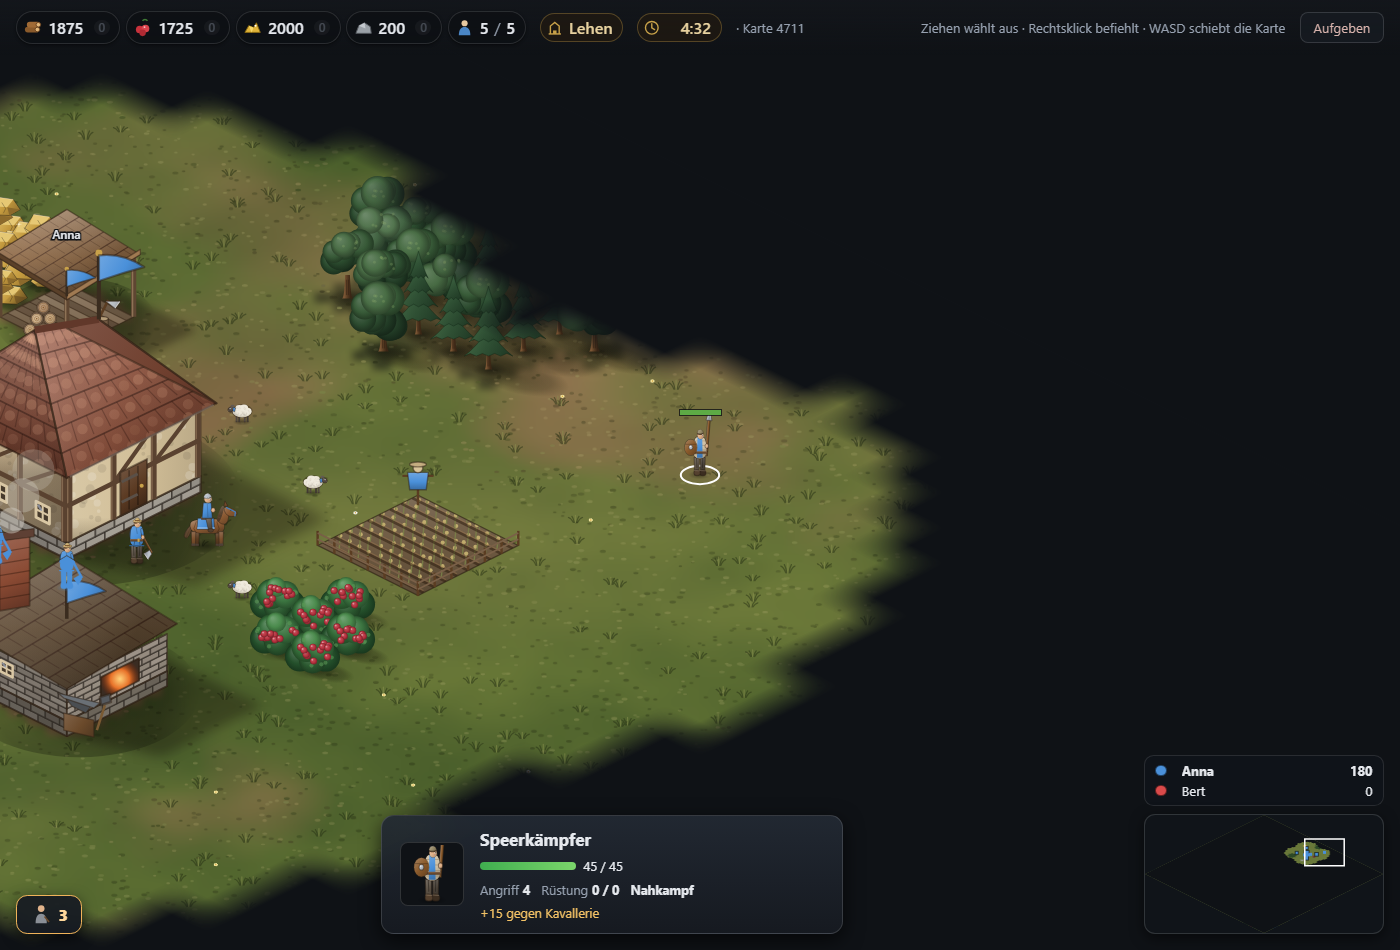 1875 0 1725 0 2000 0 200 0 5 / 5 Lehen 4:32 · Karte 4711 Ziehen wählt aus · Rechtsklick befiehlt · WASD schiebt die Karte Aufgeben
Anna
Anna 180
Bert 0
Speerkämpfer
45 / 45
Angriff 4 Rüstung 0 / 0 Nahkampf
+15 gegen Kavallerie
3